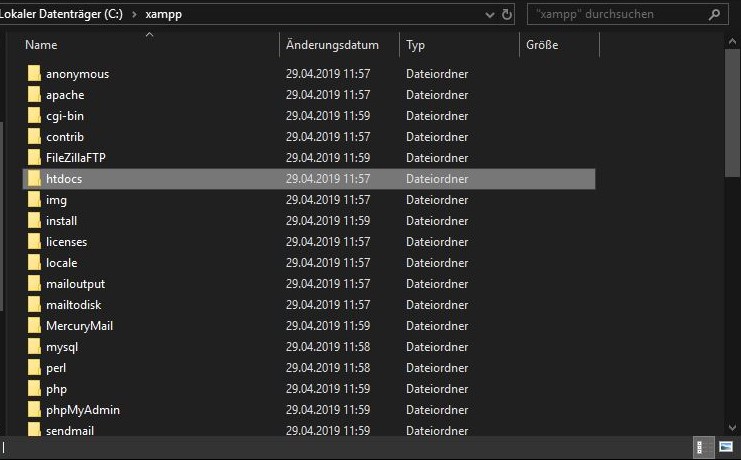 Lokaler Datenträger (C:) > xampp "xampp" durchsuchen
Name Änderungsdatum Typ Größe
anonymous 29.04.2019 11:57 Dateiordner
apache 29.04.2019 11:57 Dateiordner
cgi-bin 29.04.2019 11:59 Dateiordner
contrib 29.04.2019 11:57 Dateiordner
FileZillaFTP 29.04.2019 11:59 Dateiordner
htdocs 29.04.2019 11:57 Dateiordner
img 29.04.2019 11:57 Dateiordner
install 29.04.2019 11:59 Dateiordner
licenses 29.04.2019 11:57 Dateiordner
locale 29.04.2019 11:57 Dateiordner
mailoutput 29.04.2019 11:57 Dateiordner
mailtodisk 29.04.2019 11:57 Dateiordner
MercuryMail 29.04.2019 11:59 Dateiordner
mysql 29.04.2019 11:58 Dateiordner
perl 29.04.2019 11:58 Dateiordner
php 29.04.2019 11:59 Dateiordner
phpMyAdmin 29.04.2019 11:59 Dateiordner
sendmail 29.04.2019 11:59 Dateiordner